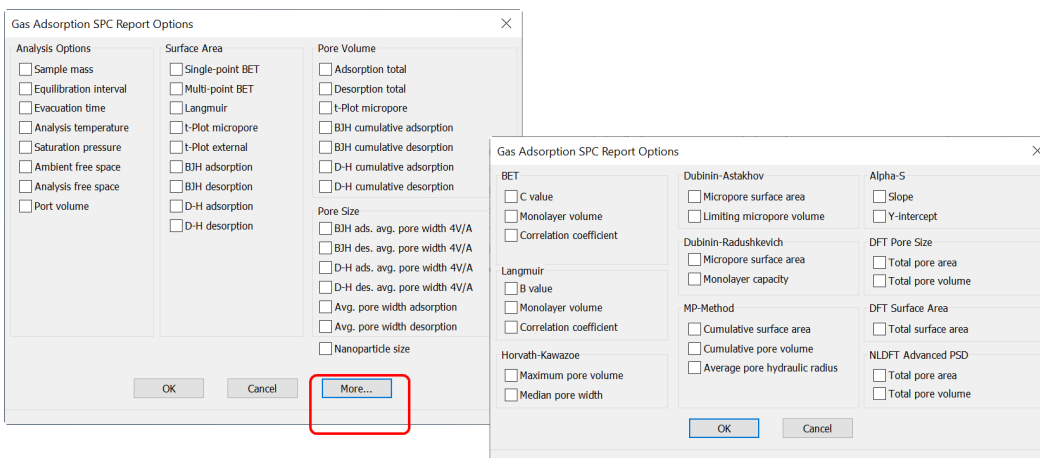 Gas Adsorption SPC Report Options
Analysis Options
Sample mass
Equilibration interval
Evacuation time
Analysis temperature
Saturation pressure
Ambient free space
Analysis free space
Port volume
Surface Area
Single-point BET
Multi-point BET
Langmuir
t-Plot micropore
t-Plot external
BJH adsorption
BJH desorption
D-H adsorption
D-H desorption
Pore Volume
Adsorption total
Desorption total
t-Plot micropore
BJH cumulative adsorption
BJH cumulative desorption
D-H cumulative adsorption
D-H cumulative desorption
Pore Size
BJH ads. avg. pore width 4V/A
BJH des. avg. pore width 4V/A
D-H ads. avg. pore width 4V/A
D-H des. avg. pore width 4V/A
Avg. pore width adsorption
Avg. pore width desorption
Nanoparticle size
OK
Cancel
More...
Gas Adsorption SPC Report Options
BET
C value
Monolayer volume
Correlation coefficient
Langmuir
B value
Monolayer volume
Correlation coefficient
Horvath-Kawazoe
Maximum pore volume
Median pore width
Dubinin-Astakhov
Micropore surface area
Limiting micropore volume
Dubinin-Radushkevich
Micropore surface area
Monolayer capacity
MP-Method
Cumulative surface area
Cumulative pore volume
Average pore hydraulic radius
Alpha-S
Slope
Y-intercept
DFT Pore Size
Total pore area
Total pore volume
DFT Surface Area
Total surface area
NLDFT Advanced PSD
Total pore area
Total pore volume
OK
Cancel